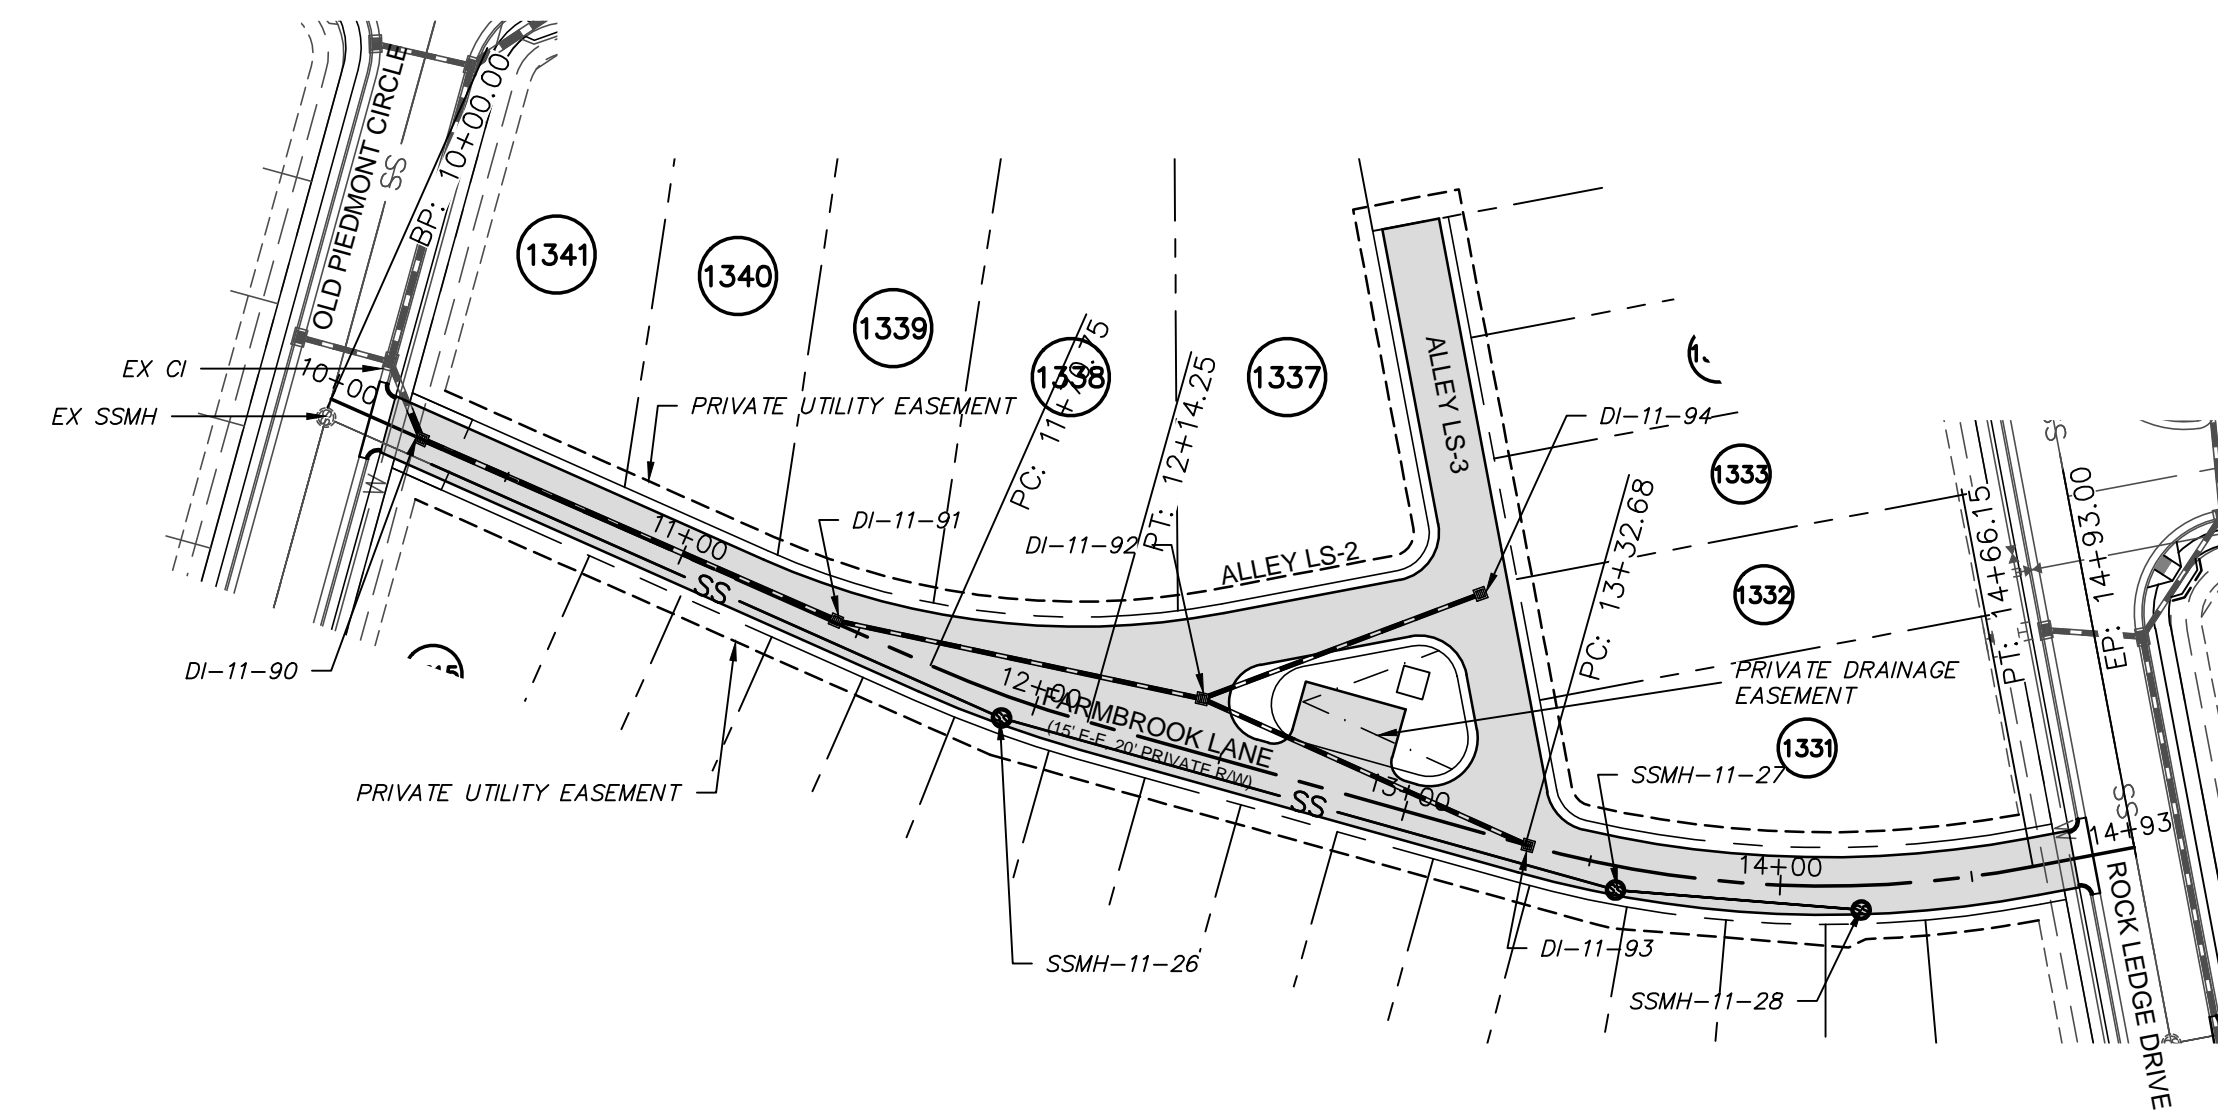 OLD PIEDMONT CIRCLE
SS
BP: 10+00.00
1341
1340
1339
1338
1337
EX CI
10+00
EX SSMH
W
PRIVATE UTILITY EASEMENT
PC: 11+79.75
PT: 12+14.25
ALLEY LS-3
DI-11-94
1333
11+00
DI-11-91
DI-11-92
ALLEY LS-2
SS
PC: 13+32.68
1332
PT: 14+66.15
EP: 14+93.00
SS
DI-11-90
12+00
FARMBROOK LANE
(15' E-E, 20' PRIVATE R/W)
PRIVATE DRAINAGE
EASEMENT
1331
PRIVATE UTILITY EASEMENT
SS
13+00
SSMH-11-27
SS
W
14+93
14+00
SSMH-11-26
DI-11-93
SSMH-11-28
ROCK LEDGE DRIVE